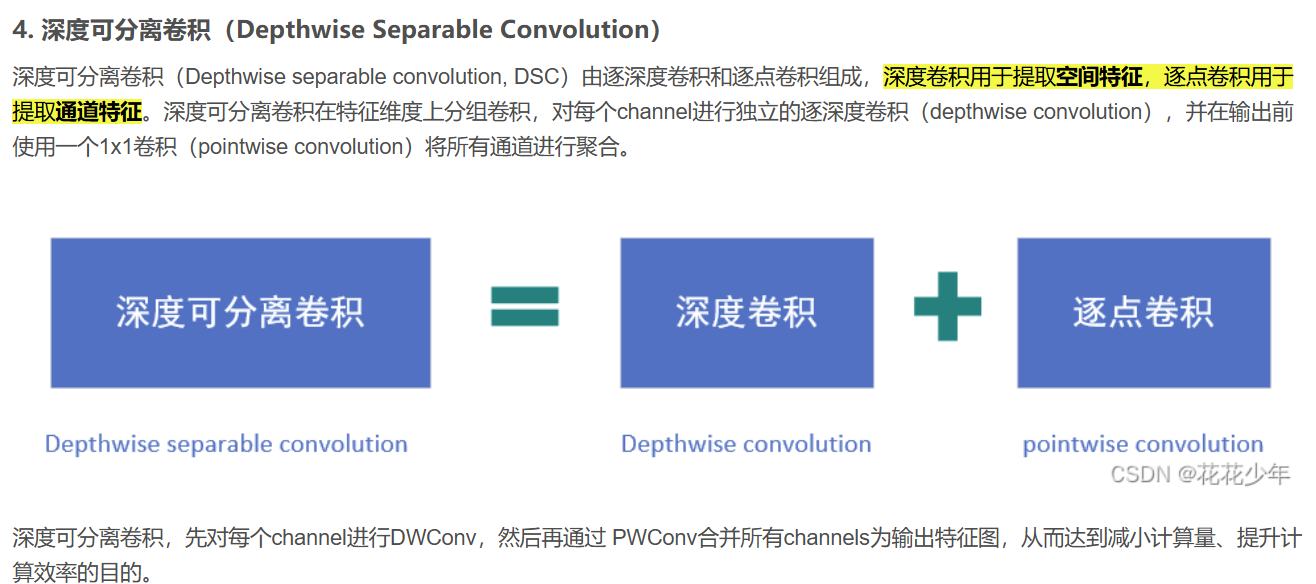 4. 深度可分离卷积（Depthwise Separable Convolution）
深度可分离卷积（Depthwise separable convolution, DSC）由逐深度卷积和逐点卷积组成，深度卷积用于提取空间特征，逐点卷积用于
提取通道特征。深度可分离卷积在特征维度上分组卷积，对每个channel进行独立的逐深度卷积（depthwise convolution），并在输出前
使用一个1x1卷积（pointwise convolution）将所有通道进行聚合。
深度可分离卷积 = 深度卷积 + 逐点卷积
Depthwise separable convolution Depthwise convolution pointwise convolution
CSDN @花花少年
深度可分离卷积，先对每个channel进行DWConv，然后再通过 PWConv合并所有channels为输出特征图，从而达到减小计算量、提升计
算效率的目的。